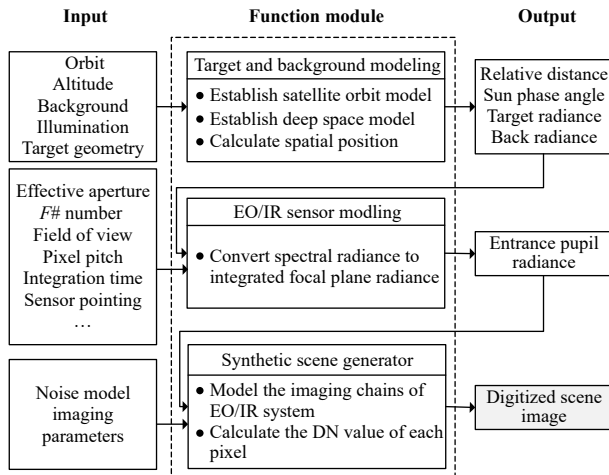 Input
Function module
Output
Orbit
Altitude
Background
Illumination
Target geometry
Target and background modeling
● Establish satellite orbit model
● Establish deep space model
● Calculate spatial position
Relative distance
Sun phase angle
Target radiance
Back radiance
Effective aperture
F# number
Field of view
Pixel pitch
Integration time
Sensor pointing
…
EO/IR sensor modling
● Convert spectral radiance to
integrated focal plane radiance
Entrance pupil
radiance
Noise model
imaging
parameters
Synthetic scene generator
● Model the imaging chains of
EO/IR system
● Calculate the DN value of each
pixel
Digitized scene
image